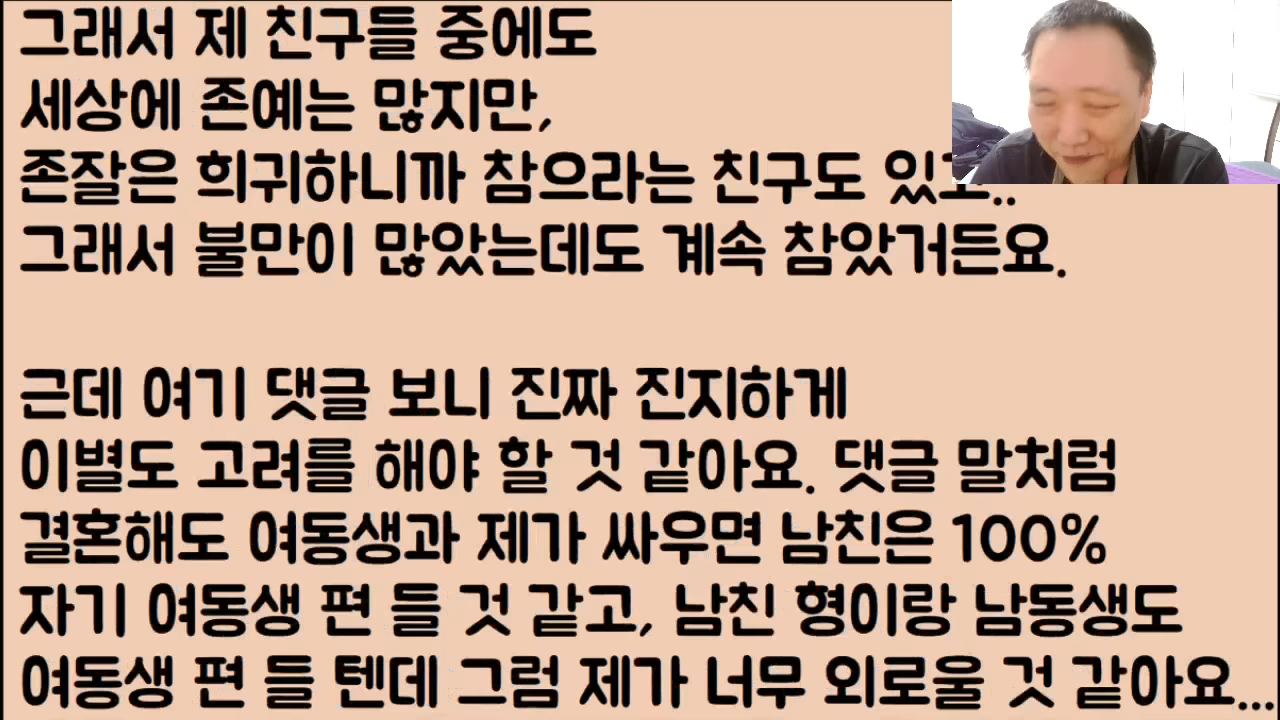 그래서 제 친구들 중에도
세상에 존예는 많지만,
존잘은 희귀하니까 참으라는 친구도 있고..
그래서 불만이 많았는데도 계속 참았거든요.
근데 여기 댓글 보니 진짜 진지하게
이별도 고려를 해야 할 것 같아요. 댓글 말처럼
결혼해도 여동생과 제가 싸우면 남친은 100%
자기 여동생 편 들 것 같고, 남친 형이랑 남동생도
여동생 편 들 텐데 그럼 제가 너무 외로울 것 같아요...